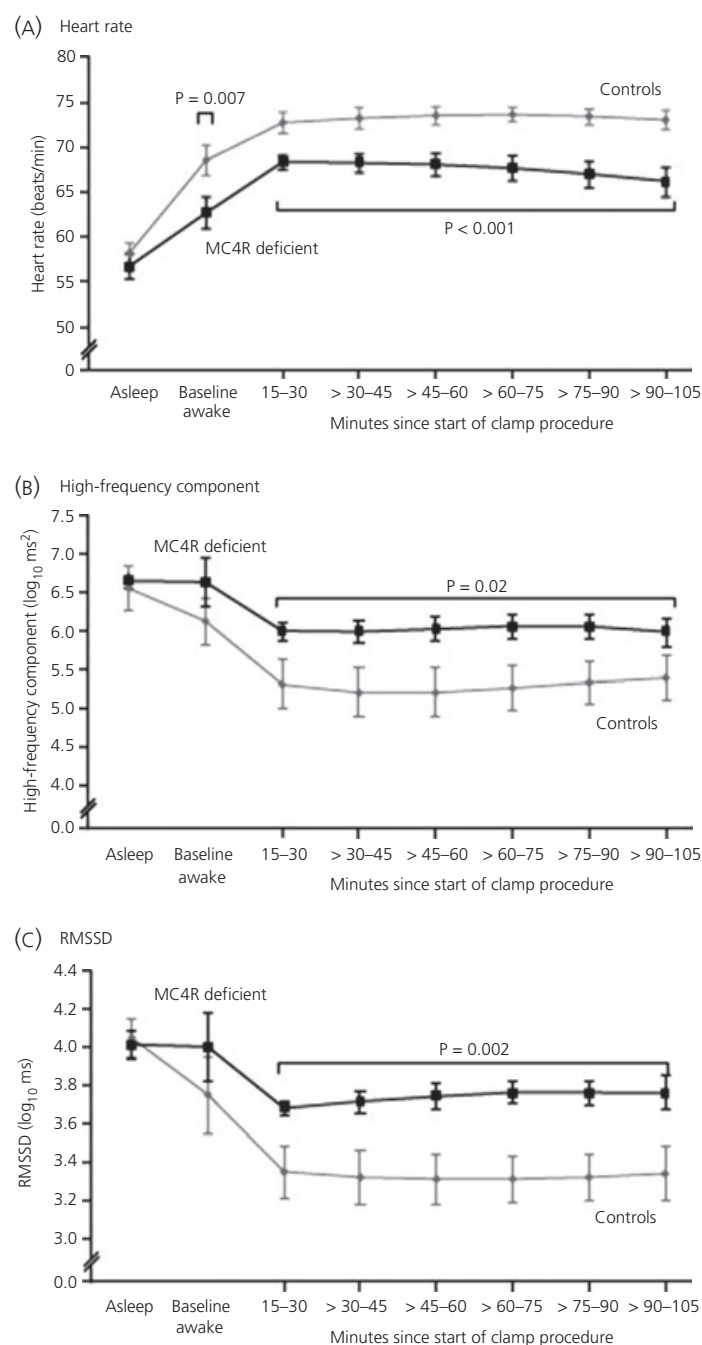 (A) Heart rate
80
75
70
65
60
55
50
0
Heart rate (beats/min)
P = 0.007
Controls
MC4R deficient
P < 0.001
Asleep
Baseline
awake
15–30
> 30–45
> 45–60
> 60–75
> 75–90
> 90–105
Minutes since start of clamp procedure
(B) High-frequency component
7.5
7.0
6.5
6.0
5.5
5.0
4.5
4.0
0.0
High-frequency component (log10 ms2)
MC4R deficient
P = 0.02
Controls
Asleep
Baseline
awake
15–30
> 30–45
> 45–60
> 60–75
> 75–90
> 90–105
Minutes since start of clamp procedure
(C) RMSSD
4.4
4.2
4.0
3.8
3.6
3.4
3.2
3.0
0.0
RMSSD (log10 ms)
MC4R deficient
P = 0.002
Controls
Asleep
Baseline
awake
15–30
> 30–45
> 45–60
> 60–75
> 75–90
> 90–105
Minutes since start of clamp procedure